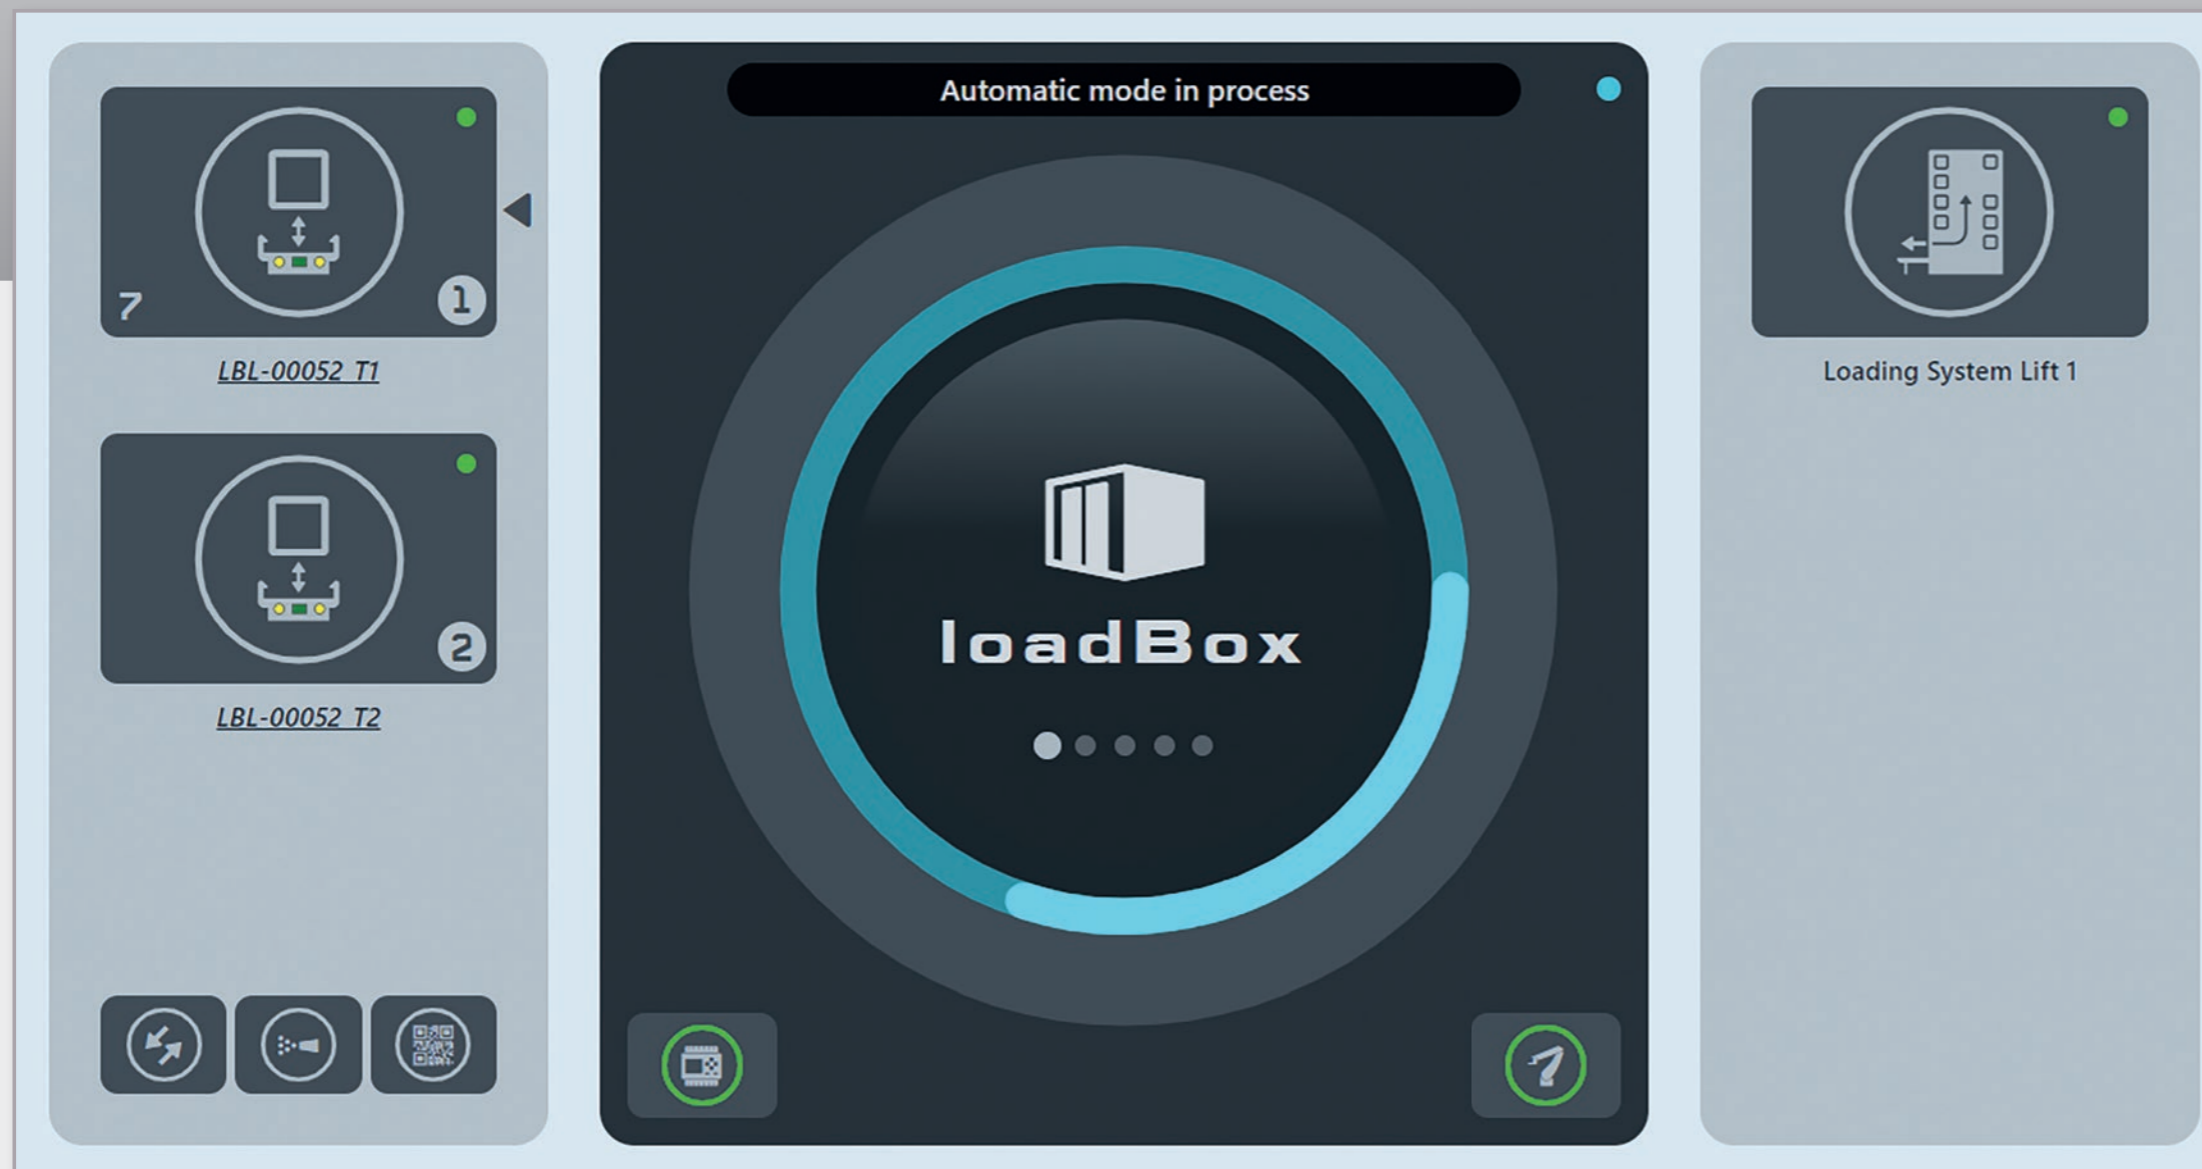 7
1
LBL-00052_T1
2
LBL-00052_T2
Automatic mode in process
loadBox
Loading System Lift 1